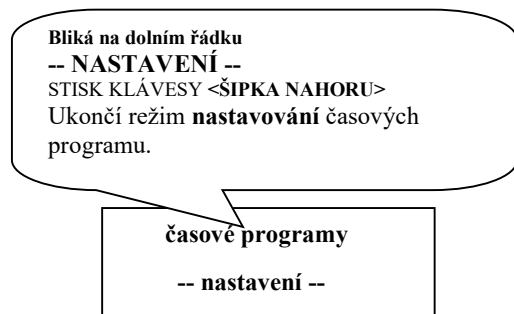 Bliká na dolním řádku
-- NASTAVENÍ --
STISK KLÁVESY <ŠIPKA NAHORU>
Ukončí režim nastavování časových
programu.
časové programy
-- nastavení --